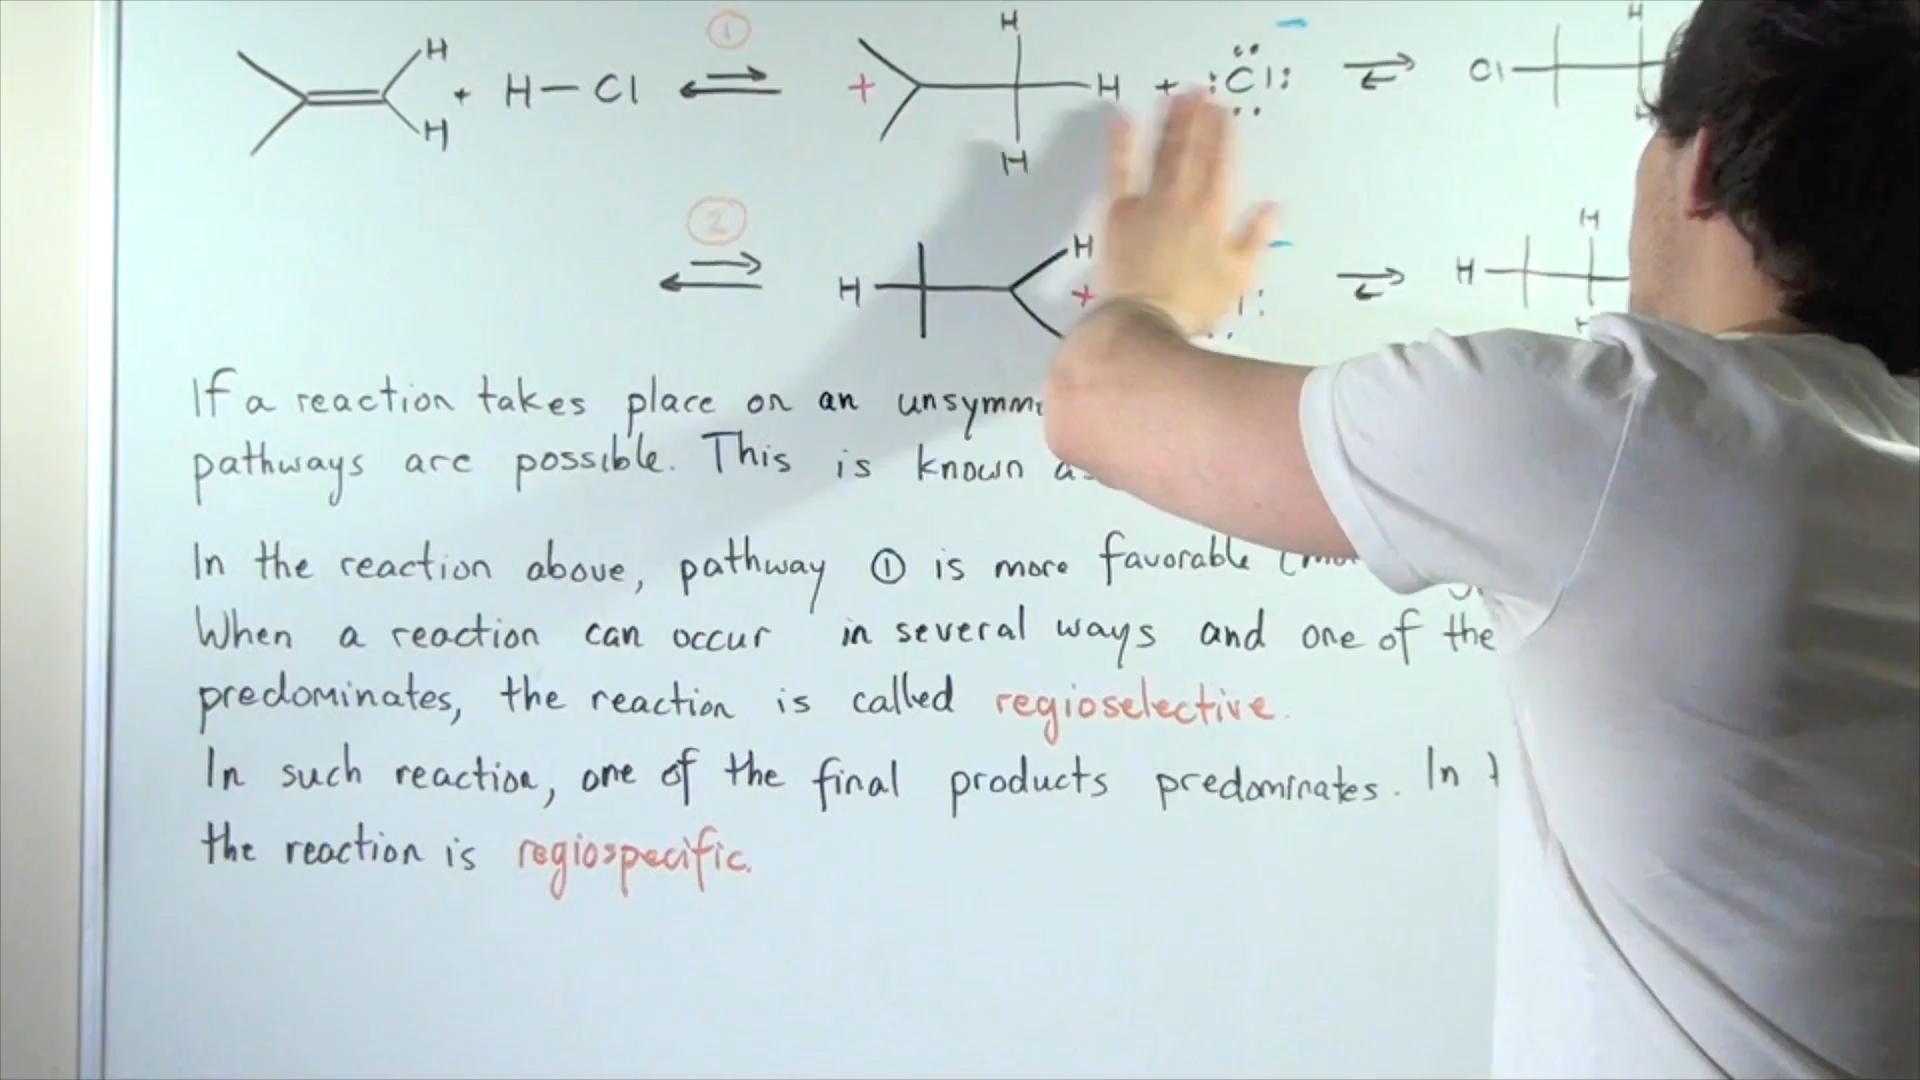 ① H H H
+ H — Cl + H + :Cl: − Cl
H H
② H H H
H + − H
If a reaction takes place on an
pathways are possible. This is known
In the reaction above, pathway ① is more favorable
When a reaction can occur in several ways and one of the
predominates, the reaction is called regioselective.
In such reaction, one of the final products predominates. In
the reaction is regiospecific.